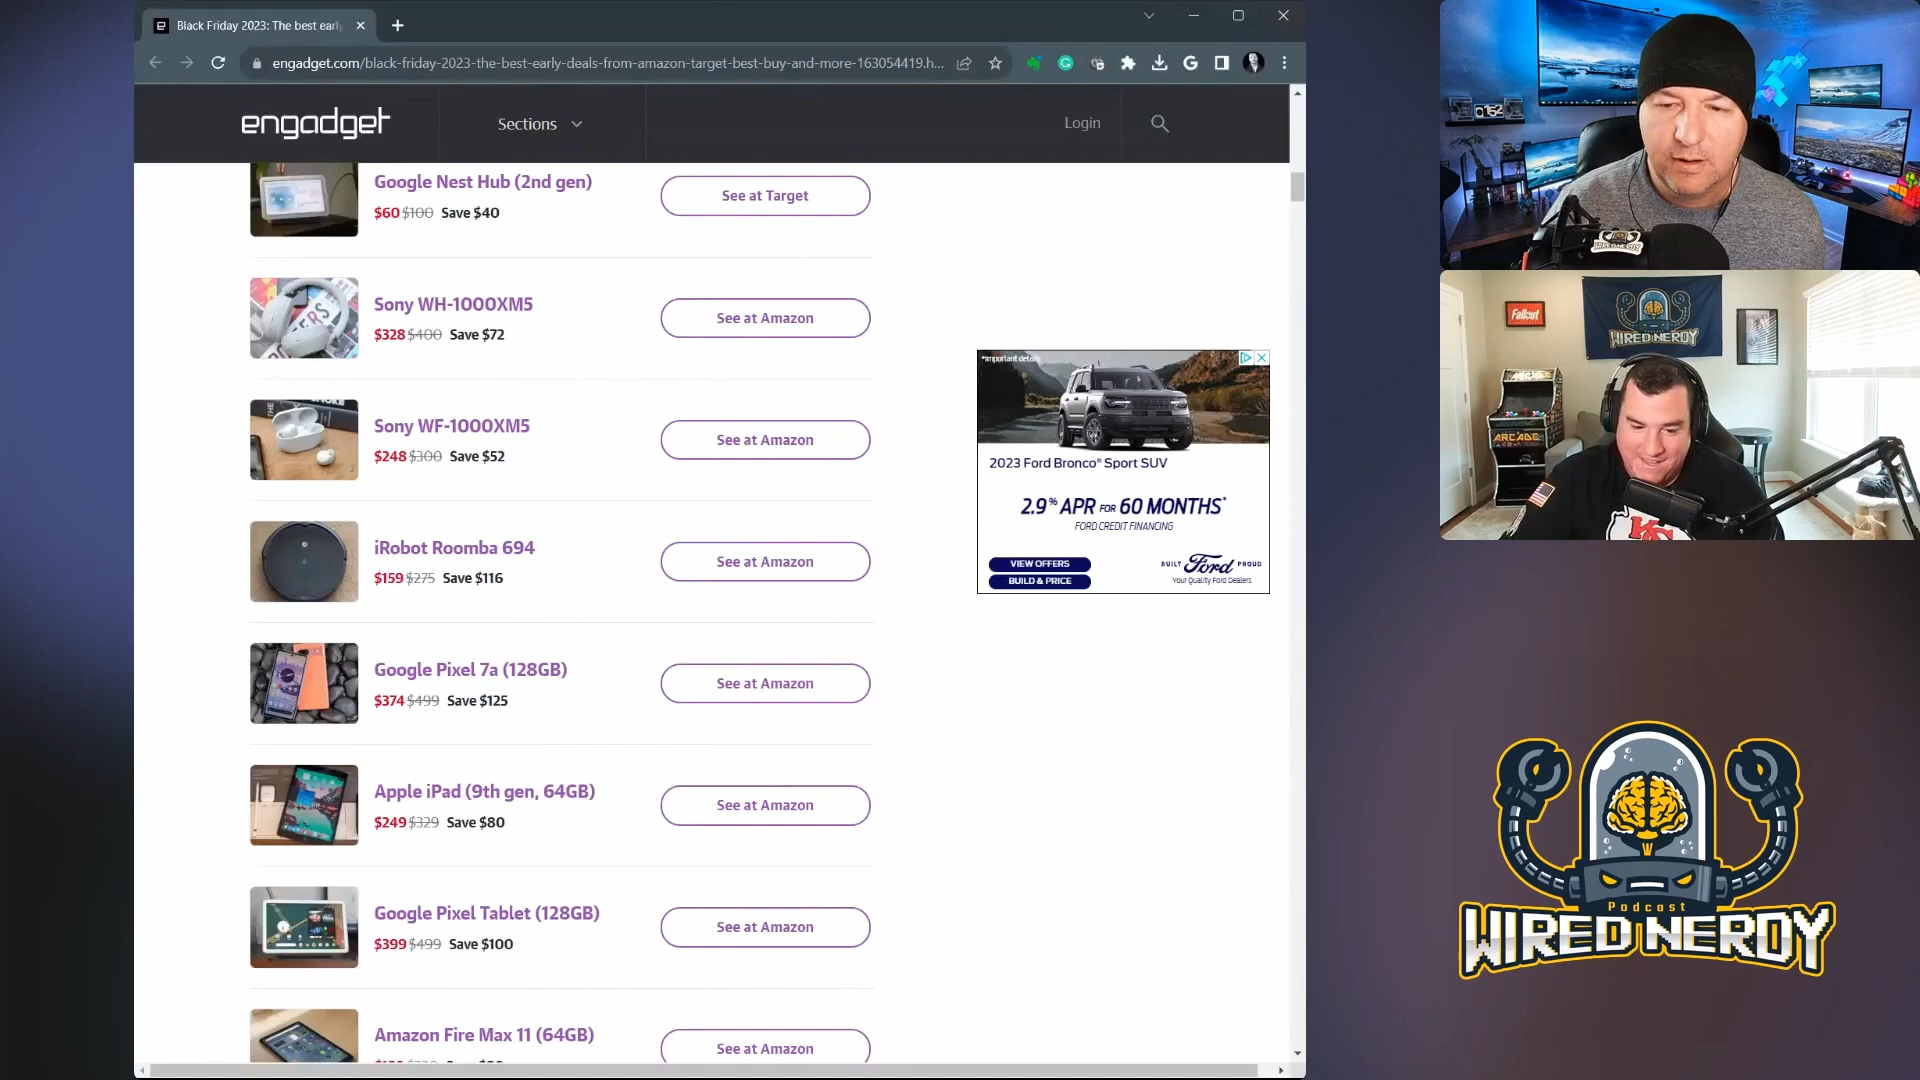 Black Friday 2023: The best early
engadget.com/black-friday-2023-the-best-early-deals-from-amazon-target-best-buy-and-more-163054419.h...
engadget
Sections
Login
Google Nest Hub (2nd gen)
$60 $100 Save $40
See at Target
Sony WH-1000XM5
$328 $400 Save $72
See at Amazon
Sony WF-1000XM5
$248 $300 Save $52
See at Amazon
iRobot Roomba 694
$159 $275 Save $116
See at Amazon
Google Pixel 7a (128GB)
$374 $499 Save $125
See at Amazon
Apple iPad (9th gen, 64GB)
$249 $329 Save $80
See at Amazon
Google Pixel Tablet (128GB)
$399 $499 Save $100
See at Amazon
Amazon Fire Max 11 (64GB)
See at Amazon
*Important details
2023 Ford Bronco® Sport SUV
2.9% APR FOR 60 MONTHS*
FORD CREDIT FINANCING
VIEW OFFERS
BUILD & PRICE
BUILT Ford PROUD
Your Quality Ford Dealers
WIRED NERDY
Fallout
WIRED NERDY
ARCADE
ARCADE
KC
Podcast
WIRED NERDY